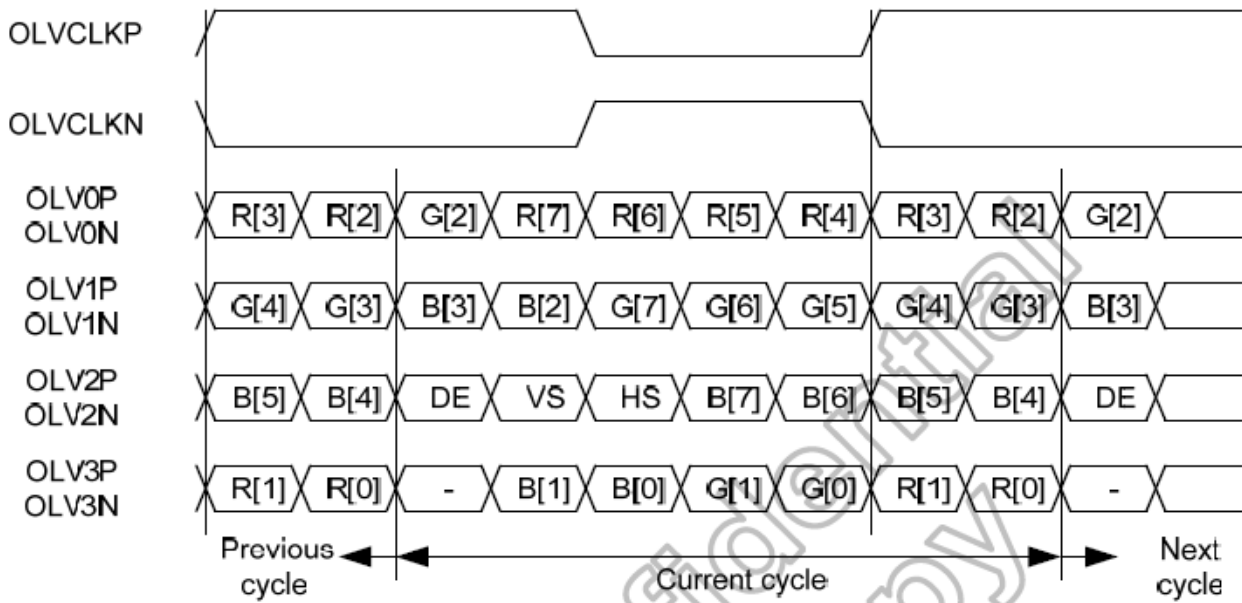 OLVCLKP
OLVCLKN
OLV0P
OLV0N
R[3] R[2] G[2] R[7] R[6] R[5] R[4] R[3] R[2] G[2]
OLV1P
OLV1N
G[4] G[3] B[3] B[2] G[7] G[6] G[5] G[4] G[3] B[3]
OLV2P
OLV2N
B[5] B[4] DE VS HS B[7] B[6] B[5] B[4] DE
OLV3P
OLV3N
R[1] R[0] - B[1] B[0] G[1] G[0] R[1] R[0] -
Previous
cycle
Current cycle
Next
cycle